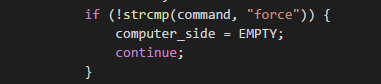 if (!strcmp(command, "force")) {
computer_side = EMPTY;
continue;
}